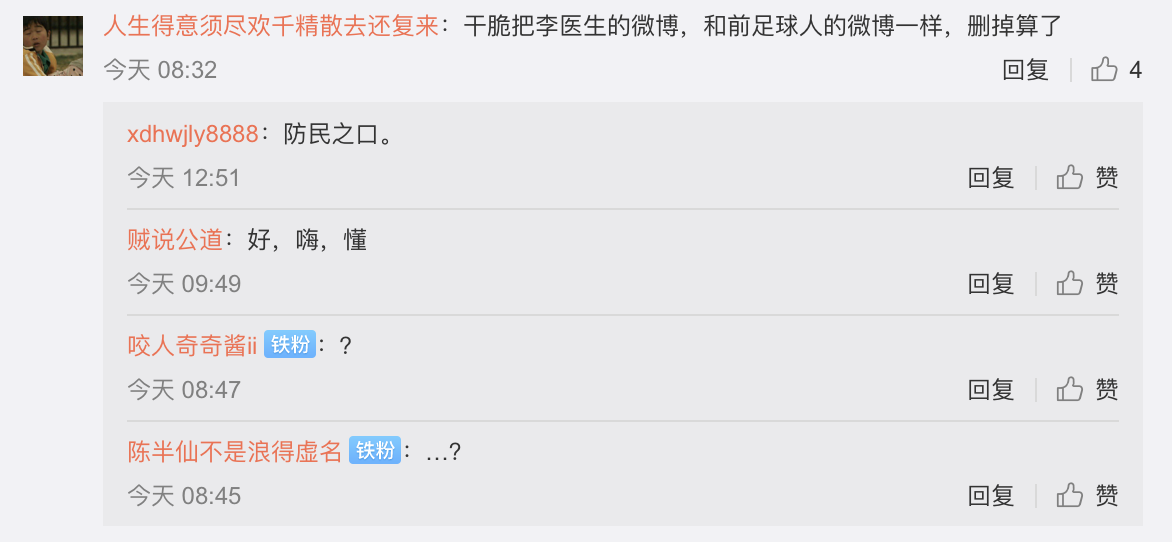 人生得意须尽欢千精散去还复来：干脆把李医生的微博，和前足球人的微博一样，删掉算了
今天 08:32 回复 4
xdhwjly8888：防民之口。
今天 12:51 回复 赞
贼说公道：好，嗨，懂
今天 09:49 回复 赞
咬人奇奇酱ii 铁粉：?
今天 08:47 回复 赞
陈半仙不是浪得虚名 铁粉：…?
今天 08:45 回复 赞